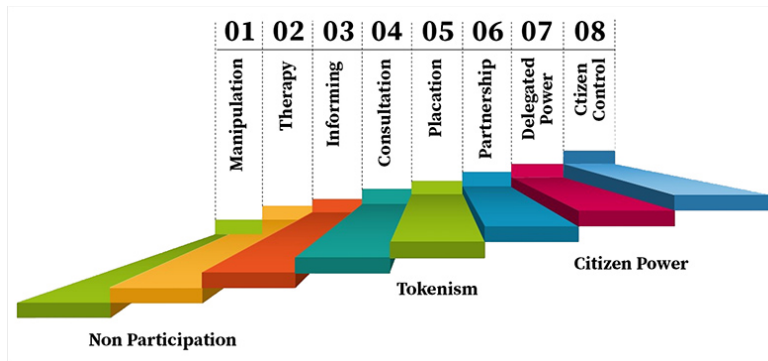 01 02 03 04 05 06 07 08
Manipulation
Therapy
Informing
Consultation
Placation
Partnership
Delegated
Power
Ctizen
Control
Citizen Power
Tokenism
Non Participation